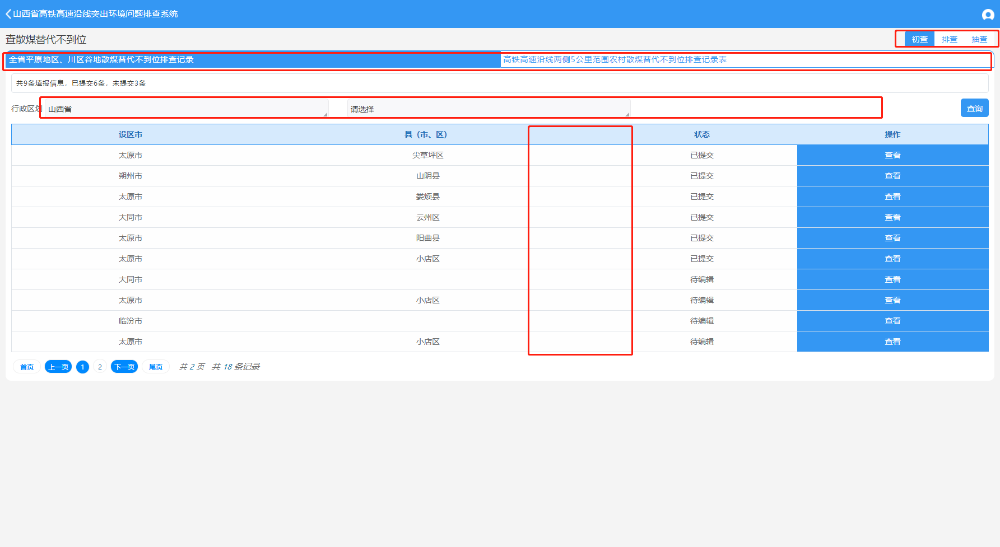 山西省高铁高速沿线突出环境问题排查系统
查散煤替代不到位
初查 排查 抽查
全省平原地区、川区谷地散煤替代不到位排查记录 高铁高速沿线两侧5公里范围农村散煤替代不到位排查记录表
共9条填报信息，已提交6条，未提交3条
行政区划 山西省 请选择 查询
设区市 县（市、区） 状态 操作
太原市 尖草坪区 已提交 查看
朔州市 山阴县 已提交 查看
太原市 娄烦县 已提交 查看
大同市 云州区 已提交 查看
太原市 阳曲县 已提交 查看
太原市 小店区 已提交 查看
大同市 待编辑 查看
太原市 小店区 待编辑 查看
临汾市 待编辑 查看
太原市 小店区 待编辑 查看
首页 上一页 1 2 下一页 尾页 共 2 页 共 18 条记录